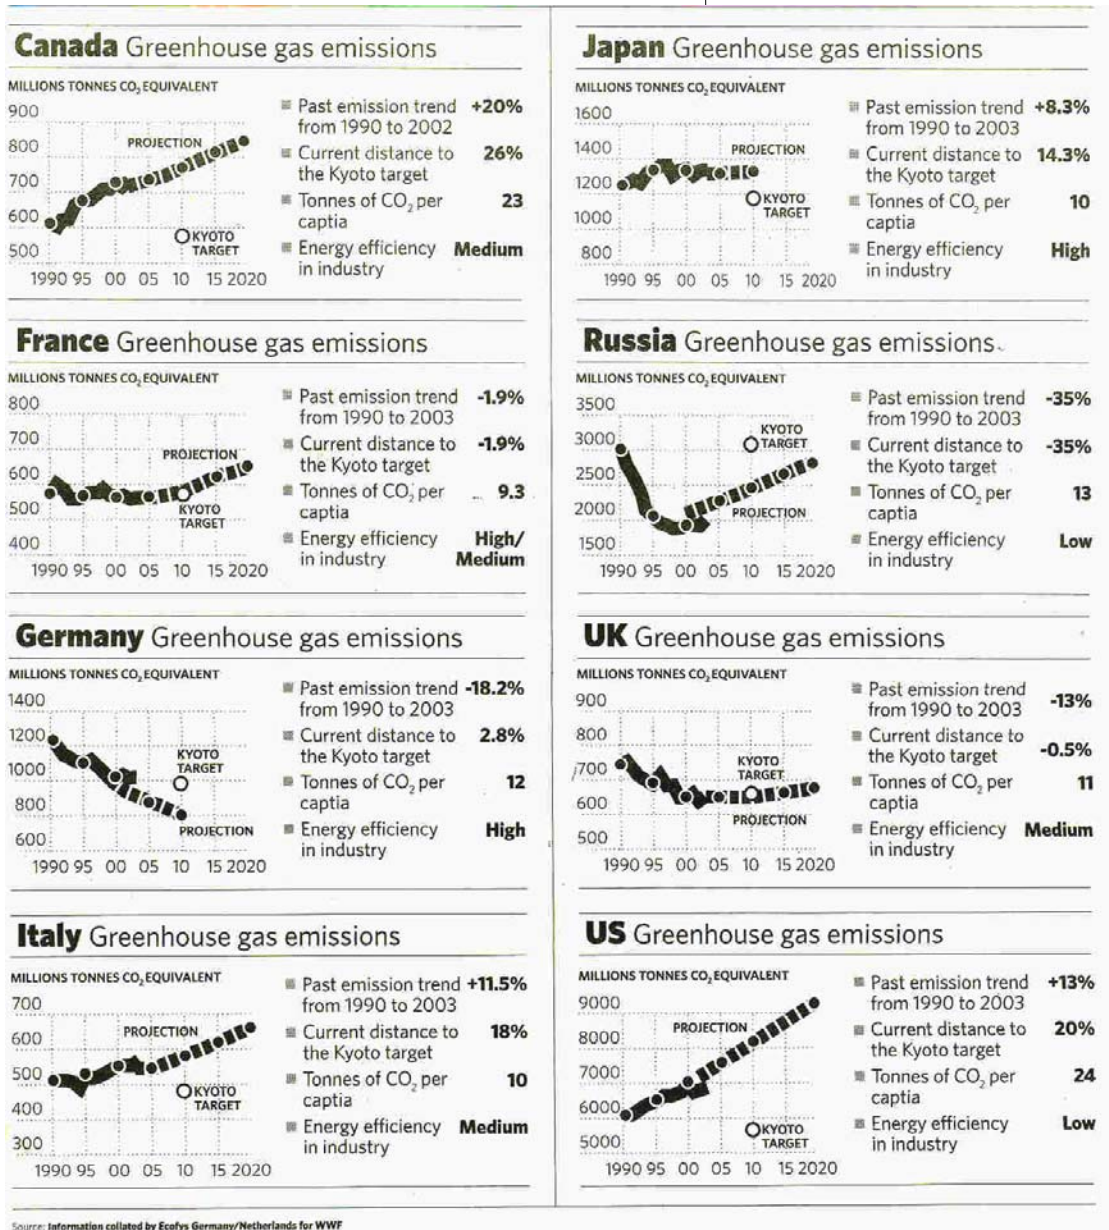 Canada Greenhouse gas emissions
MILLIONS TONNES CO₂ EQUIVALENT
900
800
700
600
500
PROJECTION
KYOTO
TARGET
1990 95 00 05 10 15 2020
Past emission trend +20%
from 1990 to 2002
Current distance to 26%
the Kyoto target
Tonnes of CO₂ per 23
captia
Energy efficiency Medium
in industry
Japan Greenhouse gas emissions
MILLIONS TONNES CO₂ EQUIVALENT
1600
1400
1200
1000
800
PROJECTION
KYOTO
TARGET
1990 95 00 05 10 15 2020
Past emission trend +8.3%
from 1990 to 2003
Current distance to 14.3%
the Kyoto target
Tonnes of CO₂ per 10
captia
Energy efficiency High
in industry
France Greenhouse gas emissions
MILLIONS TONNES CO₂ EQUIVALENT
800
700
600
500
400
PROJECTION
KYOTO
TARGET
1990 95 00 05 10 15 2020
Past emission trend -1.9%
from 1990 to 2003
Current distance to -1.9%
the Kyoto target
Tonnes of CO₂ per 9.3
captia
Energy efficiency High/
in industry Medium
Russia Greenhouse gas emissions
MILLIONS TONNES CO₂ EQUIVALENT
3500
3000
2500
2000
1500
KYOTO
TARGET
PROJECTION
1990 95 00 05 10 15 2020
Past emission trend -35%
from 1990 to 2003
Current distance to -35%
the Kyoto target
Tonnes of CO₂ per 13
captia
Energy efficiency Low
in industry
Germany Greenhouse gas emissions
MILLIONS TONNES CO₂ EQUIVALENT
1400
1200
1000
800
600
KYOTO
TARGET
PROJECTION
1990 95 00 05 10 15 2020
Past emission trend -18.2%
from 1990 to 2003
Current distance to 2.8%
the Kyoto target
Tonnes of CO₂ per 12
captia
Energy efficiency High
in industry
UK Greenhouse gas emissions
MILLIONS TONNES CO₂ EQUIVALENT
900
800
700
600
500
KYOTO
TARGET
PROJECTION
1990 95 00 05 10 15 2020
Past emission trend -13%
from 1990 to 2003
Current distance to -0.5%
the Kyoto target
Tonnes of CO₂ per 11
captia
Energy efficiency Medium
in industry
Italy Greenhouse gas emissions
MILLIONS TONNES CO₂ EQUIVALENT
700
600
500
400
300
PROJECTION
KYOTO
TARGET
1990 95 00 05 10 15 2020
Past emission trend +11.5%
from 1990 to 2003
Current distance to 18%
the Kyoto target
Tonnes of CO₂ per 10
captia
Energy efficiency Medium
in industry
US Greenhouse gas emissions
MILLIONS TONNES CO₂ EQUIVALENT
9000
8000
7000
6000
5000
PROJECTION
KYOTO
TARGET
1990 95 00 05 10 15 2020
Past emission trend +13%
from 1990 to 2003
Current distance to 20%
the Kyoto target
Tonnes of CO₂ per 24
captia
Energy efficiency Low
in industry
Source: Information collated by Ecofys Germany/Netherlands for WWF